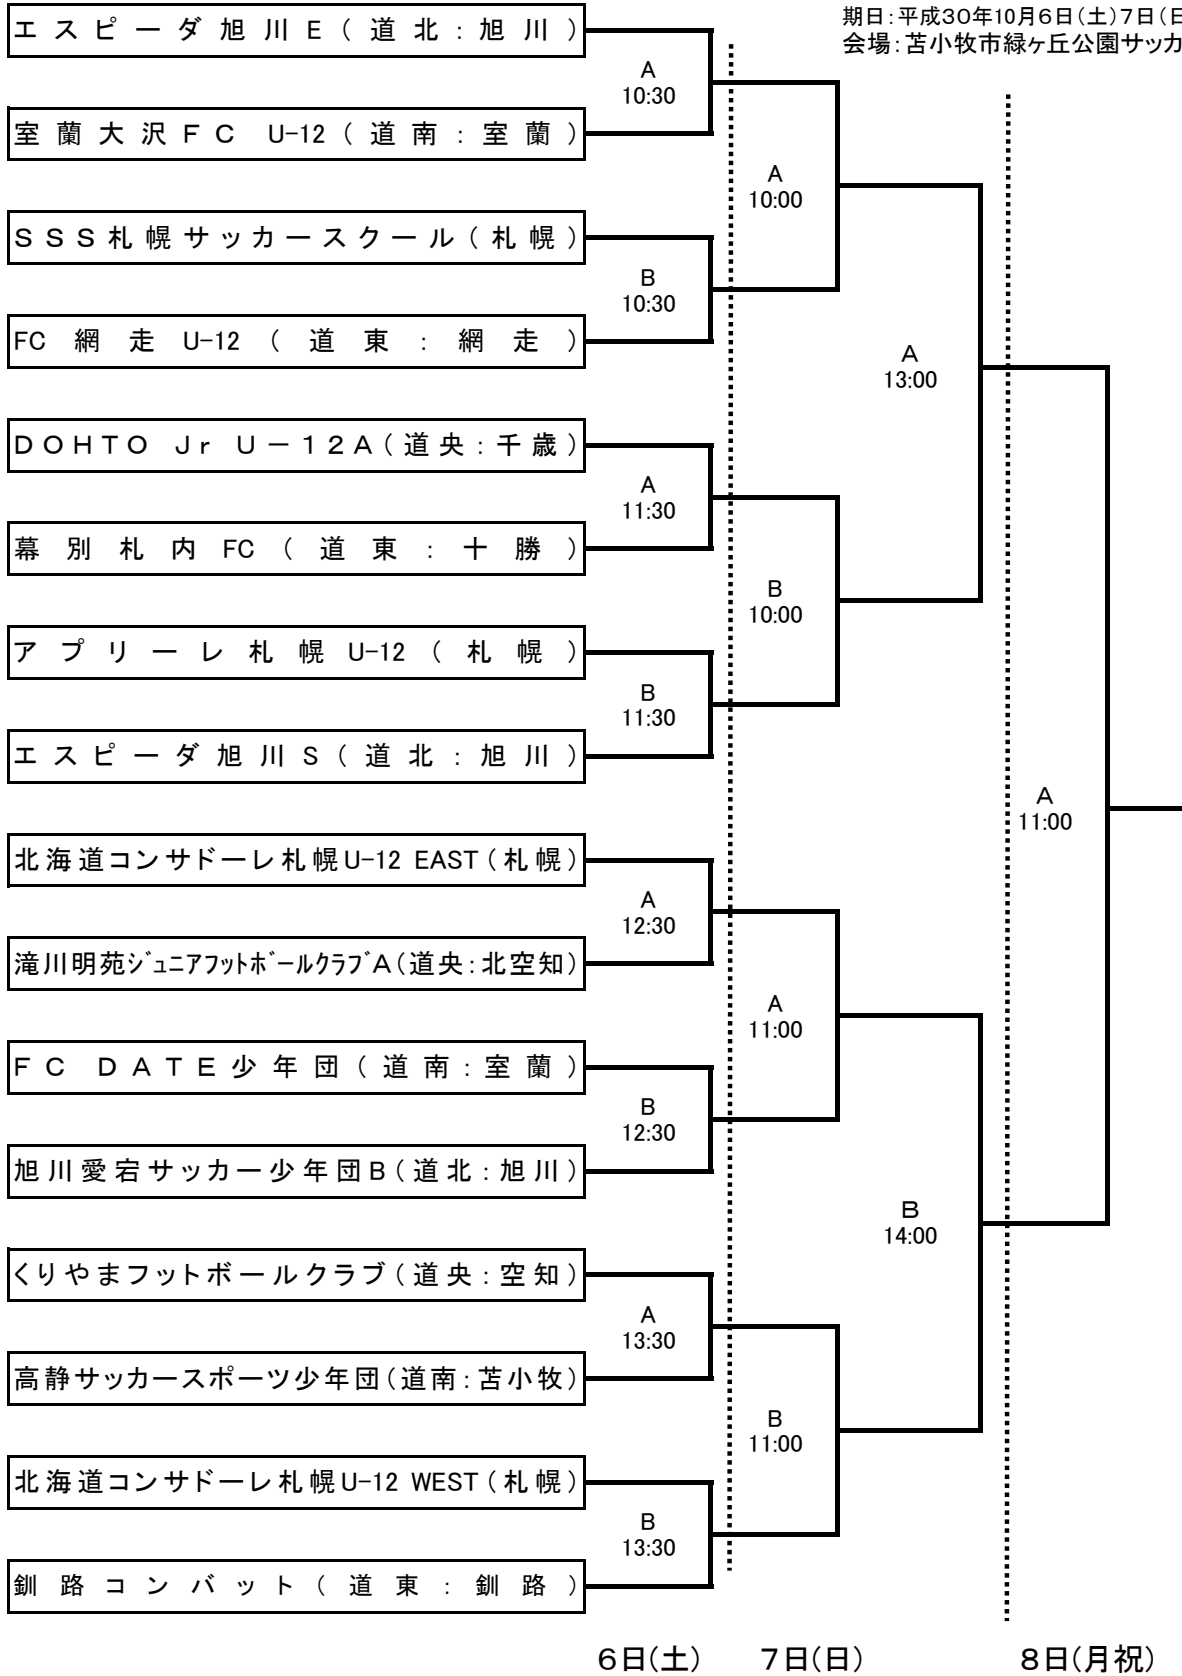 期日:平成30年10月6日(土)7日(日
会場:苫小牧市緑ヶ丘公園サッカ
エスピーダ旭川E(道北:旭川)
A
10:30
室蘭大沢FC U-12(道南:室蘭)
A
10:00
SSS札幌サッカースクール(札幌)
B
10:30
FC網走U-12(道東:網走)
A
13:00
DOHTO Jr U-12A(道央:千歳)
A
11:30
幕別札内FC(道東:十勝)
B
10:00
アプリーレ札幌U-12(札幌)
B
11:30
エスピーダ旭川S(道北:旭川)
A
11:00
北海道コンサドーレ札幌U-12 EAST(札幌)
A
12:30
滝川明苑ジュニアフットボールクラブA(道央:北空知)
A
11:00
FC DATE少年団(道南:室蘭)
B
12:30
旭川愛宕サッカー少年団B(道北:旭川)
B
14:00
くりやまフットボールクラブ(道央:空知)
A
13:30
高静サッカースポーツ少年団(道南:苫小牧)
B
11:00
北海道コンサドーレ札幌U-12 WEST(札幌)
B
13:30
釧路コンバット(道東:釧路)
6日(土) 7日(日) 8日(月祝)